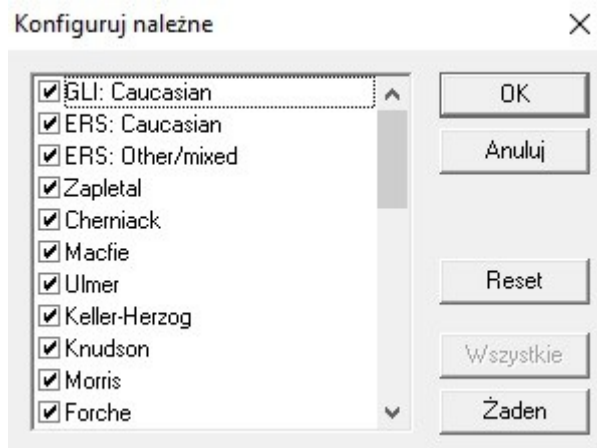 Konfiguruj należne
GLI: Caucasian
ERS: Caucasian
ERS: Other/mixed
Zapletal
Cherniack
Macfie
Ulmer
Keller-Herzog
Knudson
Morris
Forche
OK
Anuluj
Reset
Wszystkie
Żaden